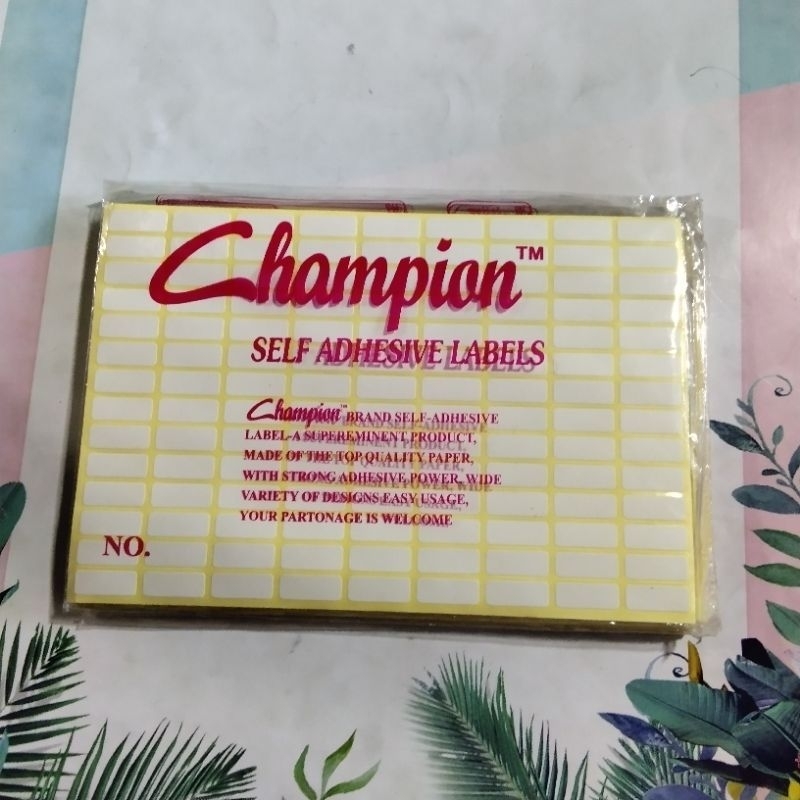 Champion™
SELF ADHESIVE LABELS
Champion™ BRAND SELF-ADHESIVE
LABEL-A SUPEREMINENT PRODUCT,
MADE OF THE TOP QUALITY PAPER,
WITH STRONG ADHESIVE POWER, WIDE
VARIETY OF DESIGNS EASY USAGE,
YOUR PARTONAGE IS WELCOME
NO.